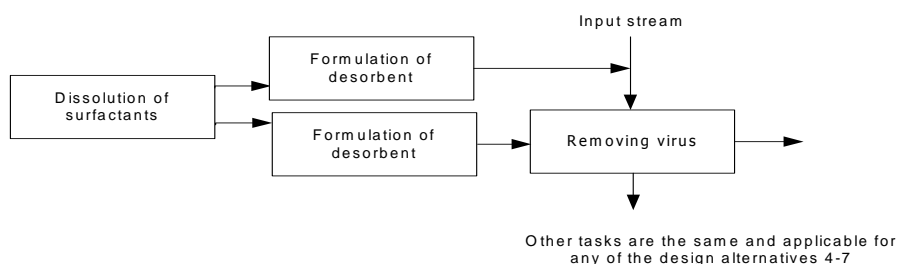 Input stream
Formulation of
desorbent
Dissolution of
surfactants
Formulation of
desorbent
Removing virus
Other tasks are the same and applicable for
any of the design alternatives 4-7